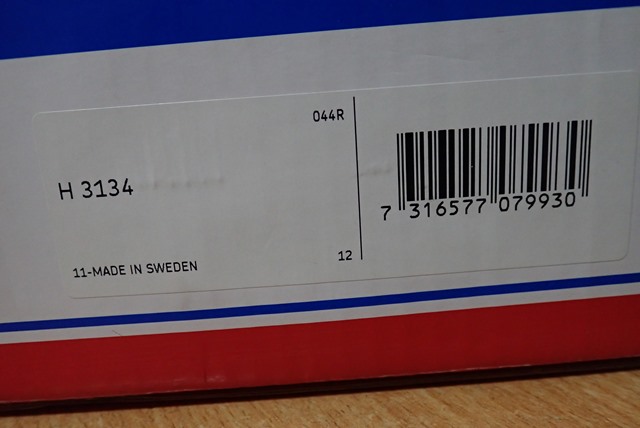 044R
H 3134
11-MADE IN SWEDEN
12
7 316577 079930